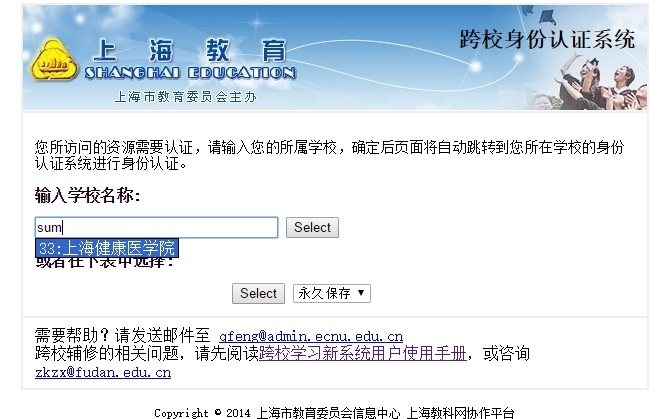 上海教育
SHANGHAI EDUCATION
上海市教育委员会主办
跨校身份认证系统
您所访问的资源需要认证，请输入您的所属学校，确定后页面将自动跳转到您所在学校的身份
认证系统进行身份认证。
输入学校名称:
sum Select
33:上海健康医学院
或者在下表中选择:
Select 永久保存
需要帮助？请发送邮件至 qfeng@admin.ecnu.edu.cn
跨校辅修的相关问题，请先阅读跨校学习新系统用户使用手册，或咨询
zkzx@fudan.edu.cn
Copyright © 2014 上海市教育委员会信息中心 上海教科网协作平台